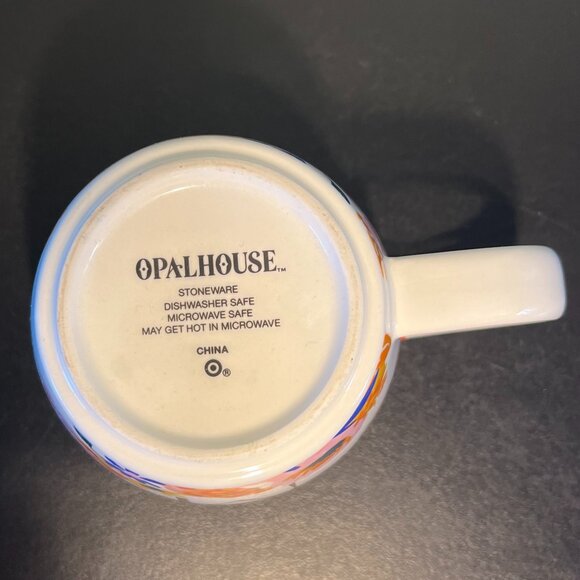 OPALHOUSE™
STONEWARE
DISHWASHER SAFE
MICROWAVE SAFE
MAY GET HOT IN MICROWAVE
CHINA
®